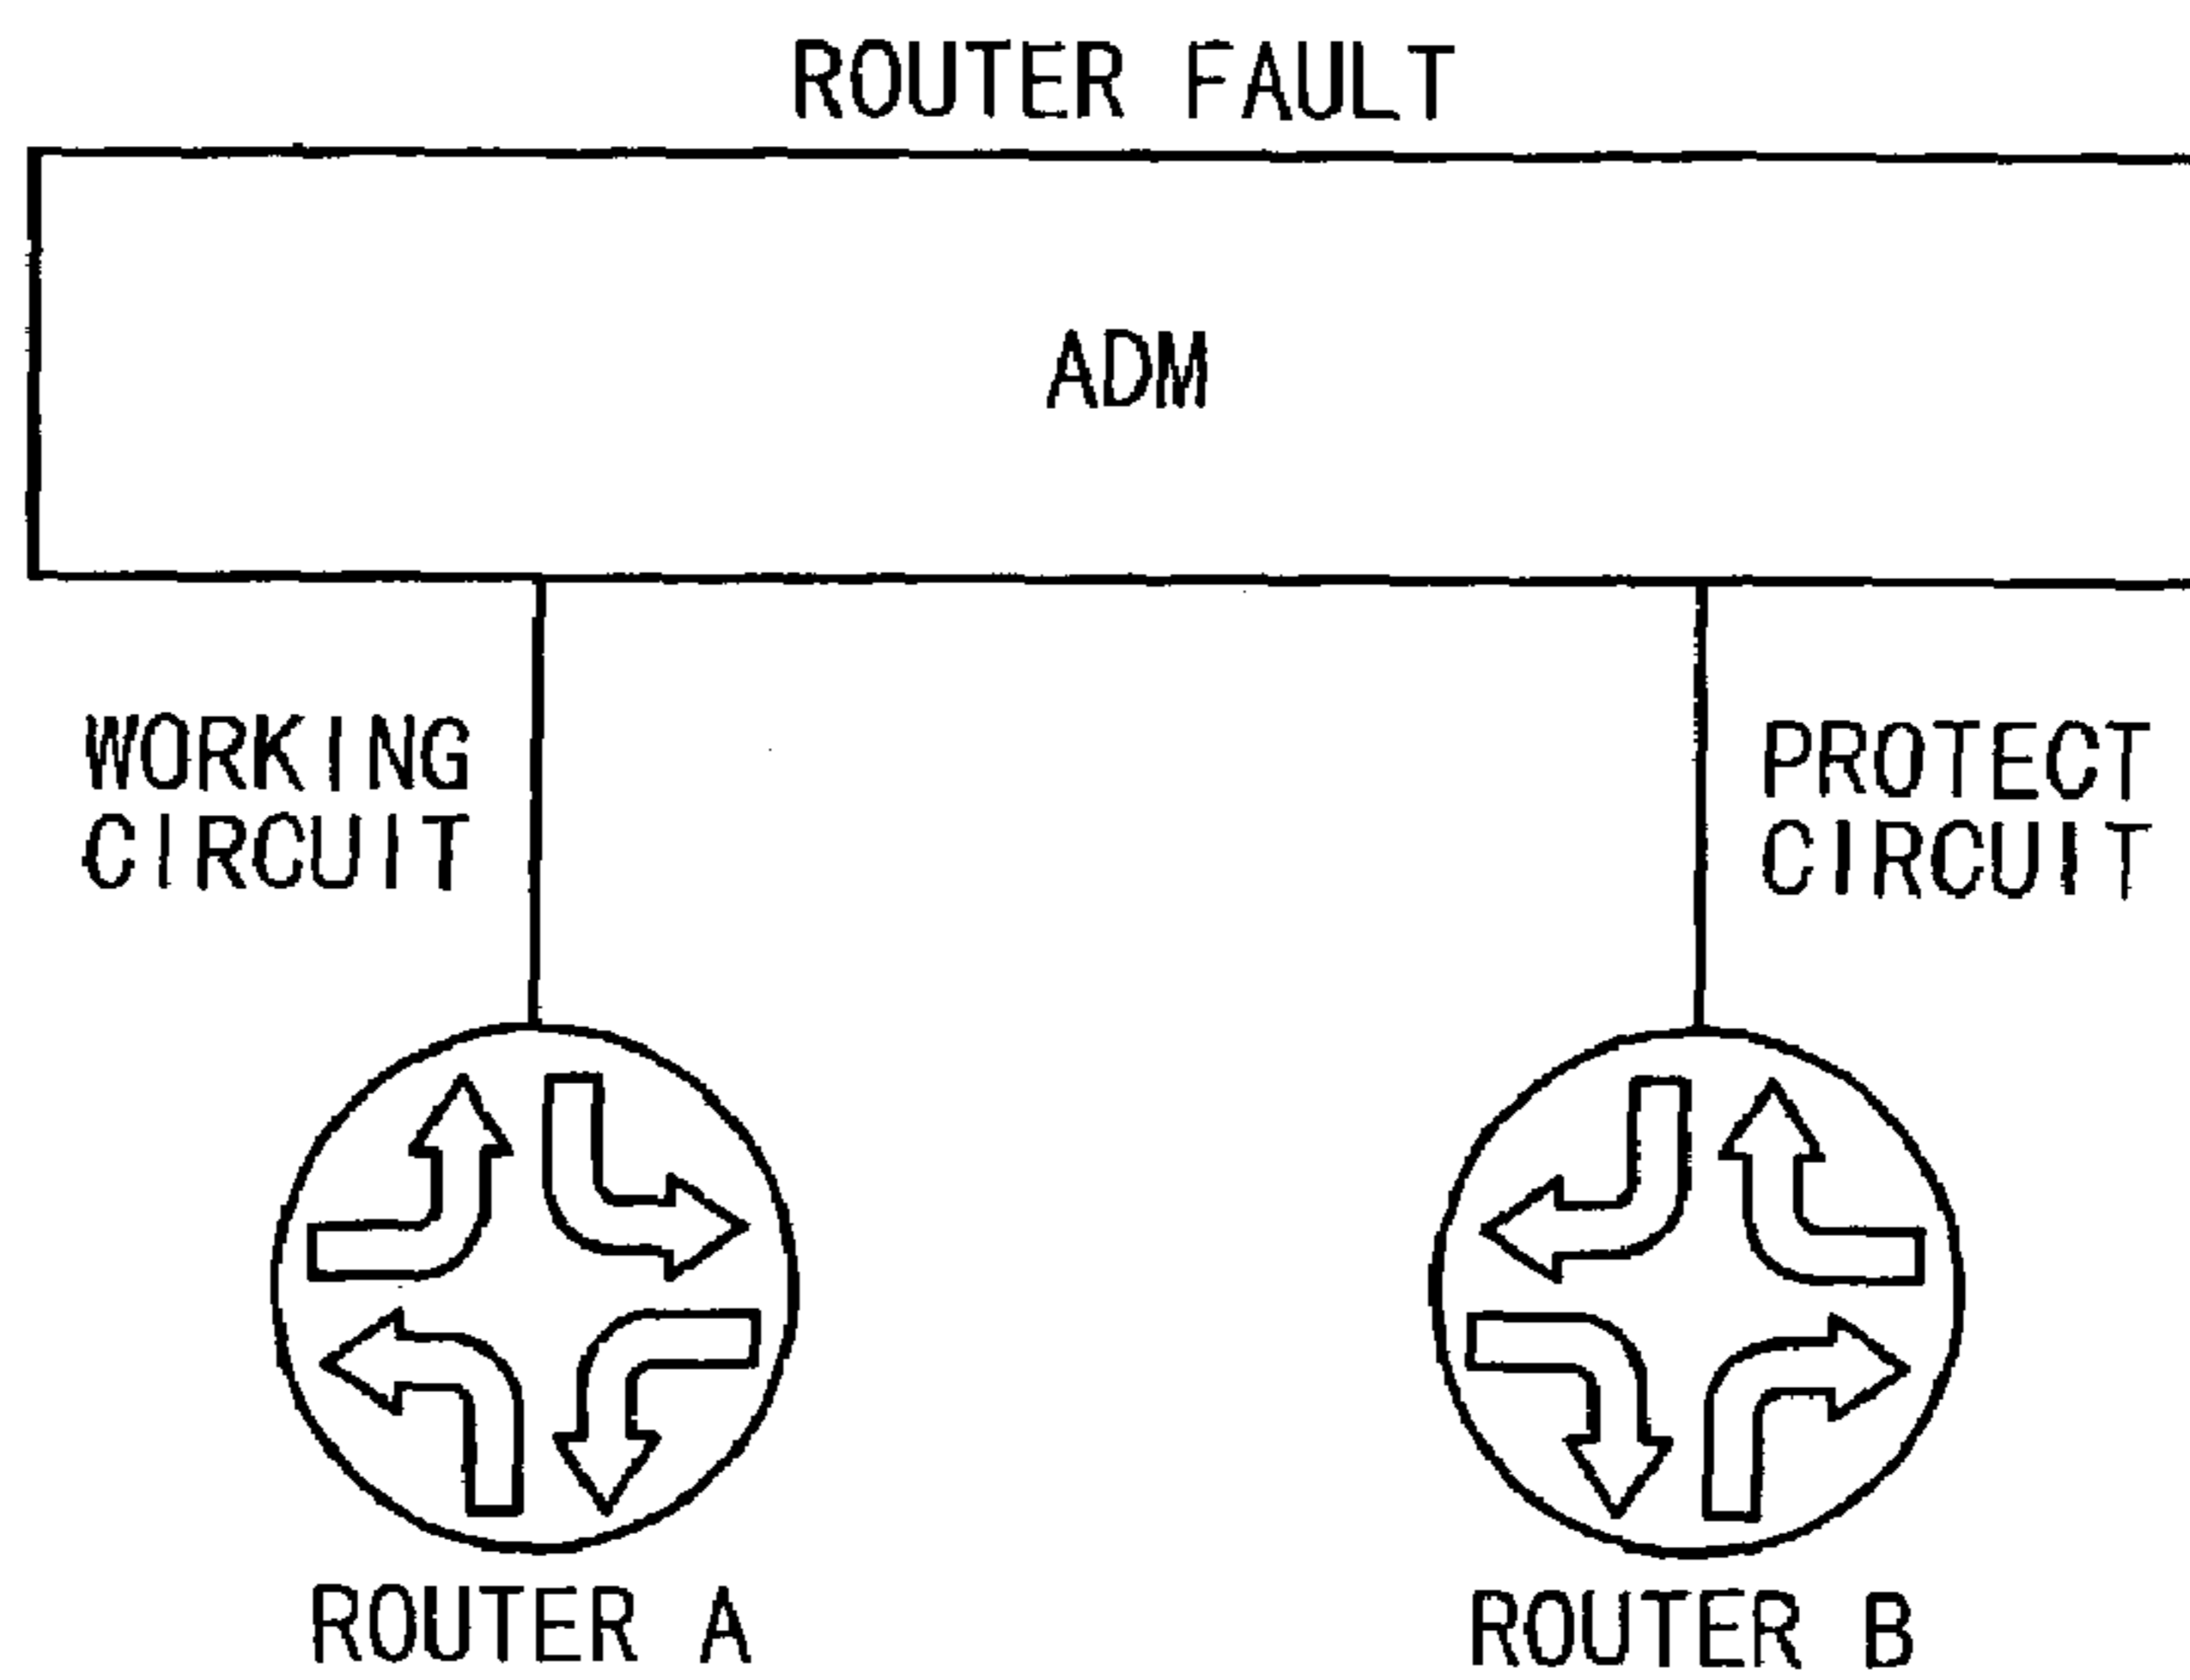 ROUTER FAULT
ADM
WORKING
CIRCUIT
PROTECT
CIRCUIT
ROUTER A
ROUTER B